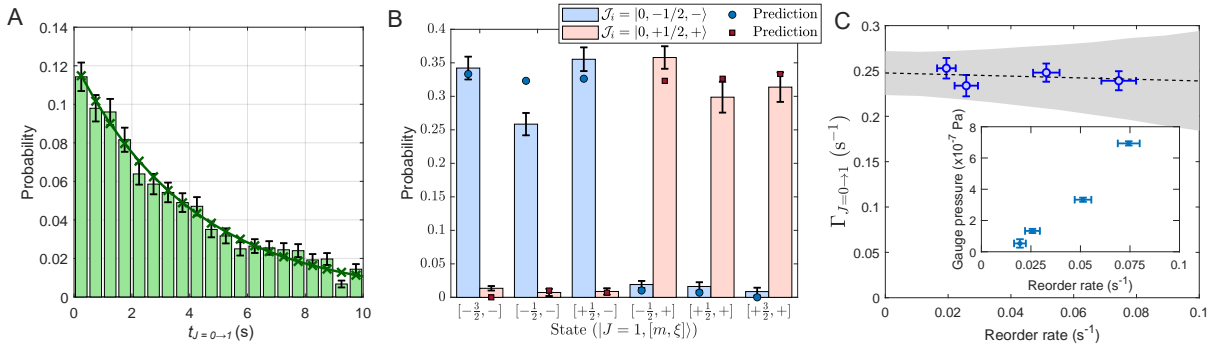 A
Probability
0.14
0.12
0.10
0.08
0.06
0.04
0.02
0
0 2 4 6 8 10
t_{J = 0→1} (s)
B
𝒥_i = |0, −1/2, −⟩ Prediction
𝒥_i = |0, +1/2, +⟩ Prediction
Probability
0.4
0.35
0.3
0.25
0.2
0.15
0.1
0.05
0
[−3/2, −] [−1/2, −] [+1/2, −] [−1/2, +] [+1/2, +] [+3/2, +]
State (|J = 1, [m, ξ]⟩)
C
Γ_{J=0→1} (s⁻¹)
0.3
0.25
0.2
0.15
0.1
0.05
0
0 0.02 0.04 0.06 0.08 0.1
Reorder rate (s⁻¹)
Gauge pressure (x10⁻⁷ Pa)
8
6
4
2
0
0 0.025 0.05 0.075 0.1
Reorder rate (s⁻¹)